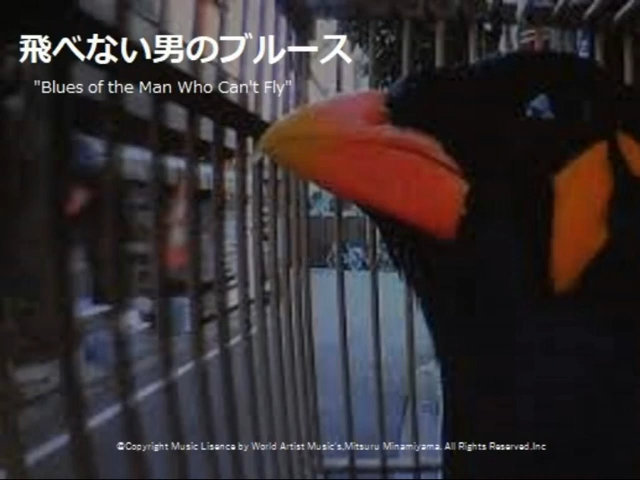 飛べない男のブルース
"Blues of the Man Who Can't Fly"
©Copyright Music Lisence by World Artist Music's,Mitsuru Minamiyama. All Rights Reserved.Inc